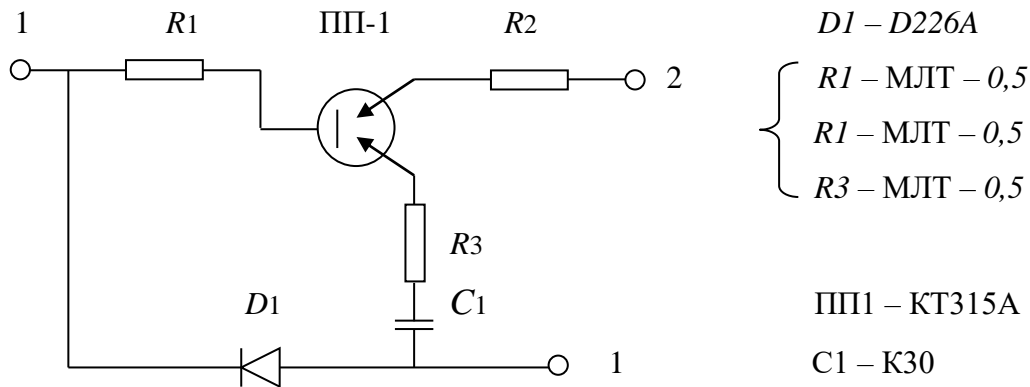 1 R1 ПП-1 R2
2
R3
D1 C1
1
D1 – D226A
R1 – МЛТ – 0,5
R1 – МЛТ – 0,5
R3 – МЛТ – 0,5
ПП1 – КТ315А
С1 – К30